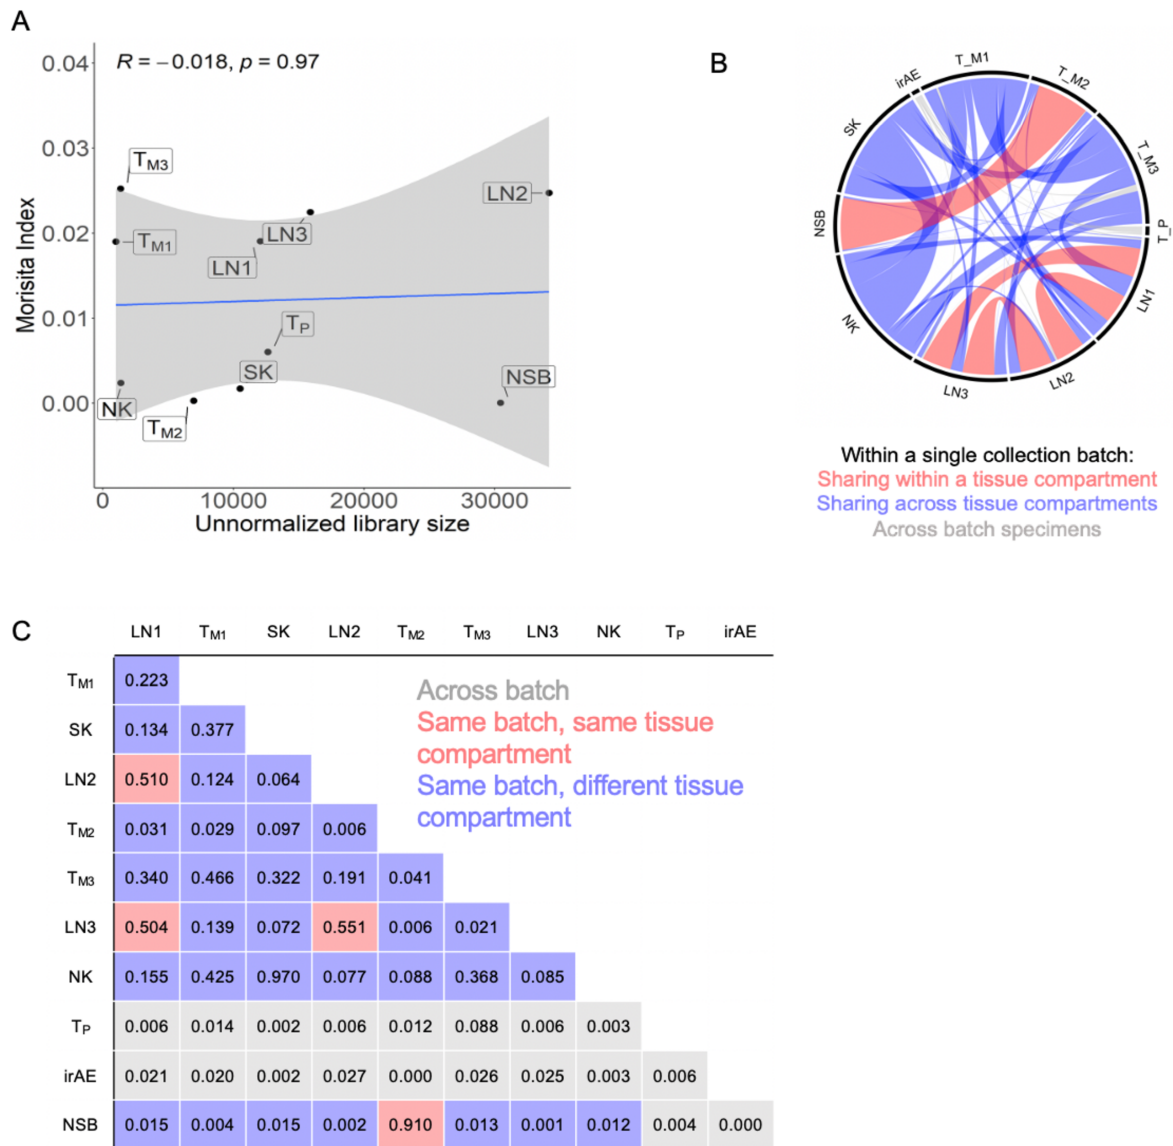 A
R = −0.018, p = 0.97
0.04
0.03
0.02
0.01
0.00
Morisita Index
TM3
TM1
LN2
LN3
LN1
TP
SK
NSB
NK
TM2
0
10000
20000
30000
Unnormalized library size
B
T_M1
T_M2
T_M3
T_P
LN1
LN2
LN3
NK
NSB
SK
irAE
Within a single collection batch:
Sharing within a tissue compartment
Sharing across tissue compartments
Across batch specimens
C
LN1 TM1 SK LN2 TM2 TM3 LN3 NK TP irAE
TM1 0.223
SK 0.134 0.377
LN2 0.510 0.124 0.064
TM2 0.031 0.029 0.097 0.006
TM3 0.340 0.466 0.322 0.191 0.041
LN3 0.504 0.139 0.072 0.551 0.006 0.021
NK 0.155 0.425 0.970 0.077 0.088 0.368 0.085
TP 0.006 0.014 0.002 0.006 0.012 0.088 0.006 0.003
irAE 0.021 0.020 0.002 0.027 0.000 0.026 0.025 0.003 0.006
NSB 0.015 0.004 0.015 0.002 0.910 0.013 0.001 0.012 0.004 0.000
Across batch
Same batch, same tissue
compartment
Same batch, different tissue
compartment